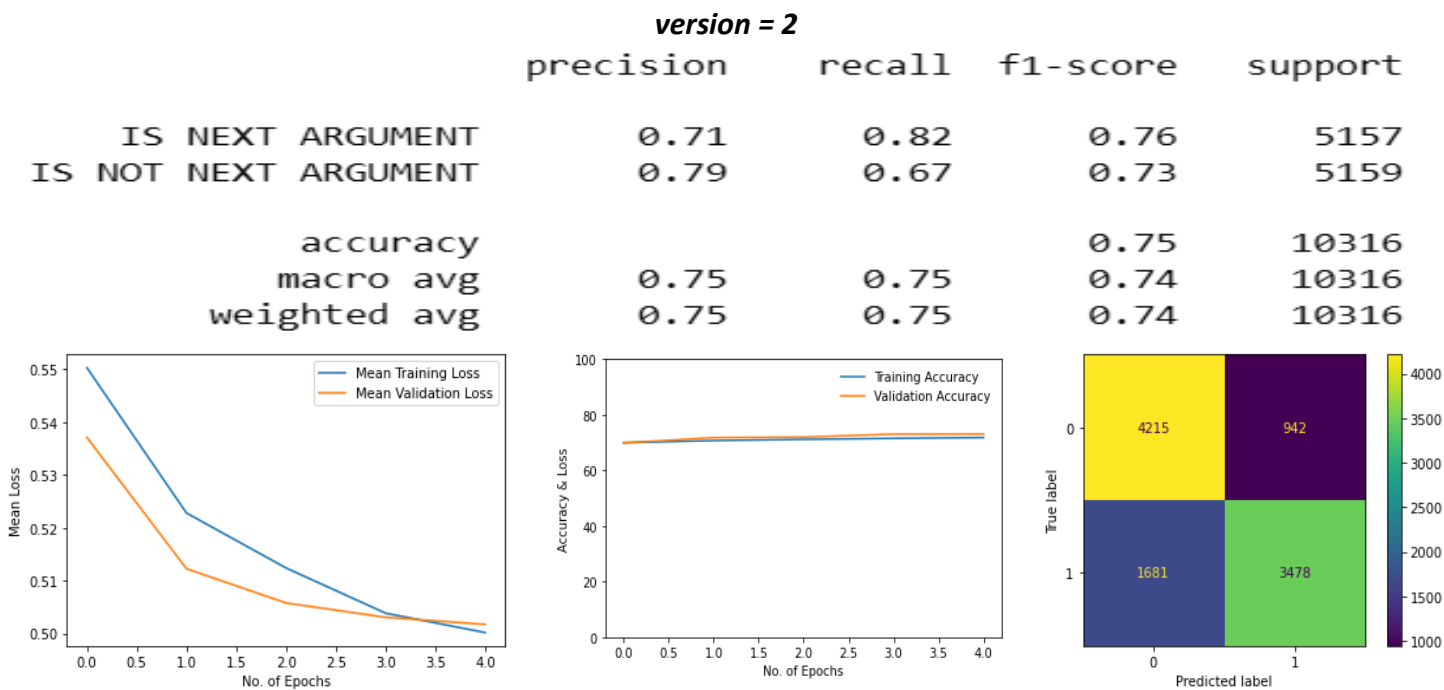 version = 2
precision recall f1-score support
IS NEXT ARGUMENT 0.71 0.82 0.76 5157
IS NOT NEXT ARGUMENT 0.79 0.67 0.73 5159
accuracy 0.75 10316
macro avg 0.75 0.75 0.74 10316
weighted avg 0.75 0.75 0.74 10316
Mean Training Loss
Mean Validation Loss
Mean Loss
0.55
0.54
0.53
0.52
0.51
0.50
0.0 0.5 1.0 1.5 2.0 2.5 3.0 3.5 4.0
No. of Epochs
Training Accuracy
Validation Accuracy
Accuracy & Loss
100
80
60
40
20
0
0.0 0.5 1.0 1.5 2.0 2.5 3.0 3.5 4.0
No. of Epochs
True label
0
4215 942
1
1681 3478
0 1
Predicted label
4000
3500
3000
2500
2000
1500
1000